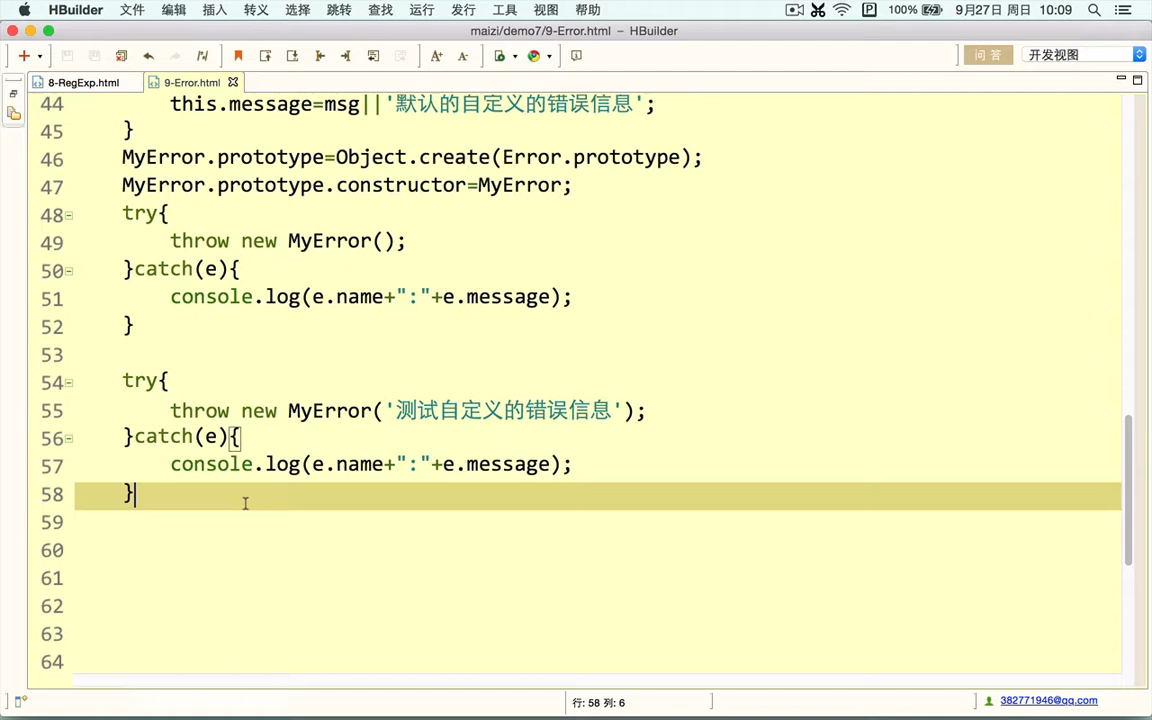 HBuilder 文件 编辑 插入 转义 选择 跳转 查找 运行 发行 工具 视图 帮助 100% 9月27日 周日 10:09
maizi/demo7/9-Error.html – HBuilder
问 答 开发视图
8-RegExp.html 9-Error.html
44 this.message=msg||'默认的自定义的错误信息';
45 }
46 MyError.prototype=Object.create(Error.prototype);
47 MyError.prototype.constructor=MyError;
48 try{
49 throw new MyError();
50 }catch(e){
51 console.log(e.name+":"+e.message);
52 }
53
54 try{
55 throw new MyError('测试自定义的错误信息');
56 }catch(e){
57 console.log(e.name+":"+e.message);
58 }
59
60
61
62
63
64
行: 58 列: 6 382771946@qq.com